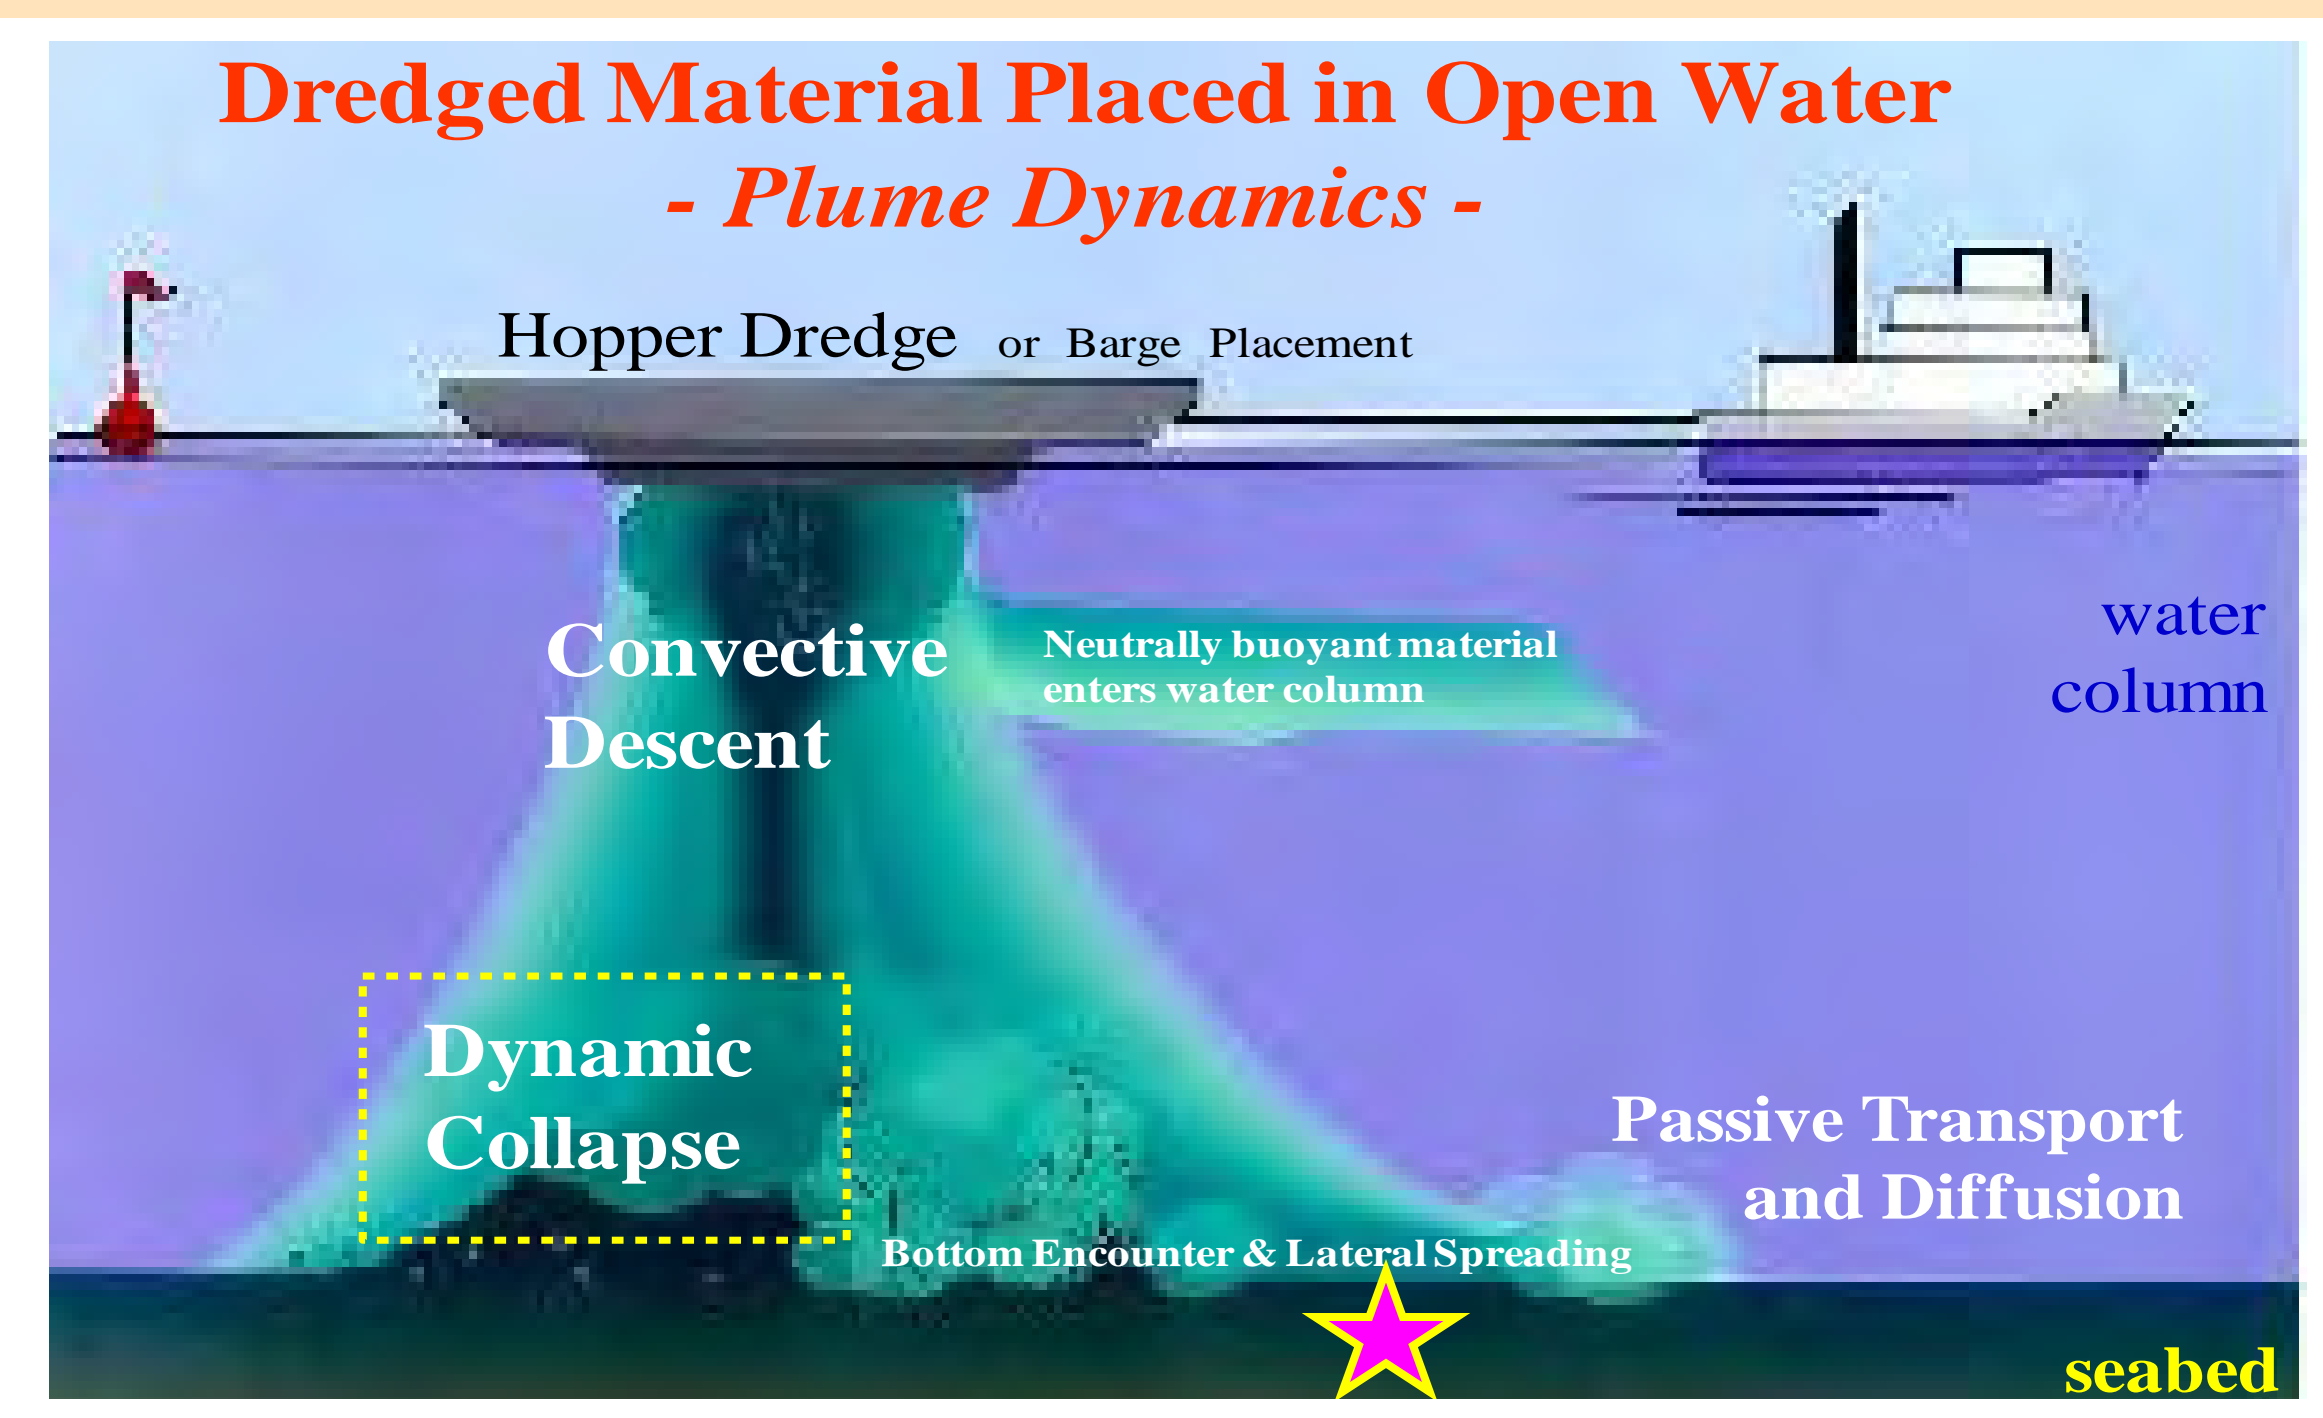 Dredged Material Placed in Open Water
- Plume Dynamics -
Hopper Dredge or Barge Placement
Convective
Descent
Neutrally buoyant material
enters water column
water
column
Dynamic
Collapse
Passive Transport
and Diffusion
Bottom Encounter & Lateral Spreading
seabed